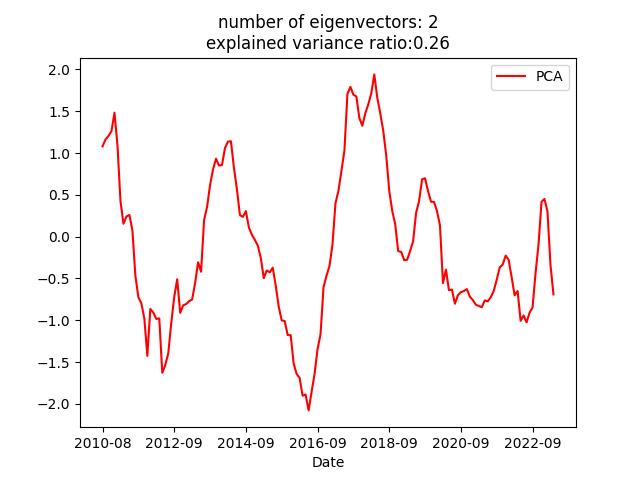 number of eigenvectors: 2
explained variance ratio:0.26
PCA
2.0
1.5
1.0
0.5
0.0
−0.5
−1.0
−1.5
−2.0
2010-08 2012-09 2014-09 2016-09 2018-09 2020-09 2022-09
Date